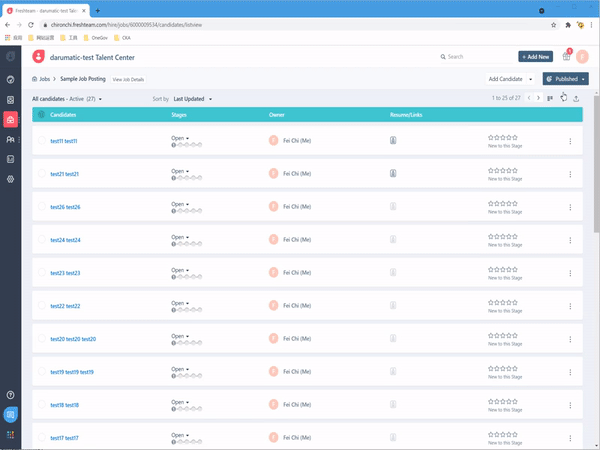 Freshteam: darumatic-test Tale
chironchi.freshteam.com/hire/jobs/6000009534/candidates/listview
应用 网站设置 工具 OneGov CKA
darumatic-test Talent Center
Search
Add New
F
Jobs > Sample Job Posting View Job Details
Add Candidate
Published
All candidates - Active (27)
Sort by Last Updated
1 to 25 of 27
Candidates Stages Owner Resume/Links
test11 test11 Open F Fei Chi (Me) New to this Stage
test21 test21 Open F Fei Chi (Me) New to this Stage
test26 test26 Open F Fei Chi (Me) New to this Stage
test24 test24 Open F Fei Chi (Me) New to this Stage
test23 test23 Open F Fei Chi (Me) New to this Stage
test22 test22 Open F Fei Chi (Me) New to this Stage
test20 test20 test20 Open F Fei Chi (Me) New to this Stage
test19 test19 test19 Open F Fei Chi (Me) New to this Stage
test18 test18 Open F Fei Chi (Me) New to this Stage
test17 test17 Open F Fei Chi (Me) New to this Stage